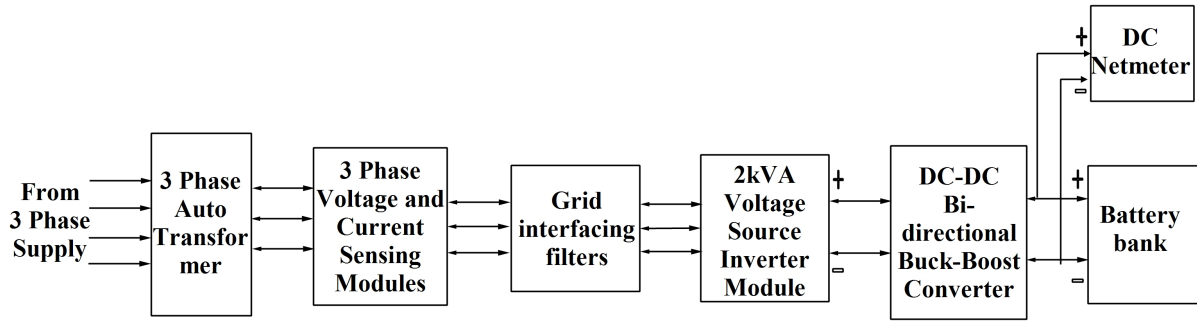 From
3 Phase
Supply
3 Phase
Auto
Transfor
mer
3 Phase
Voltage and
Current
Sensing
Modules
Grid
interfacing
filters
2kVA
Voltage
Source
Inverter
Module
+
-
DC-DC
Bi-
directional
Buck-Boost
Converter
+
-
DC
Netmeter
+
-
Battery
bank